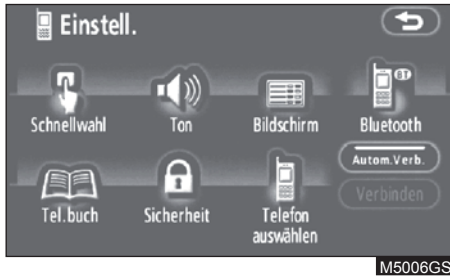 Einstell.
Schnellwahl Ton Bildschirm Bluetooth
BT
Autom.Verb.
Tel.buch Sicherheit Telefon auswählen
Verbinden
M5006GS